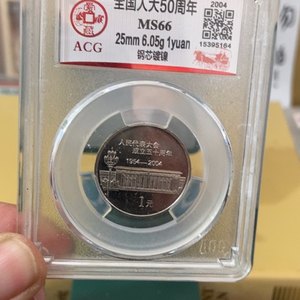 全国人大50周年
2004
MS66
ACG
25mm 6.05g 1yuan
15395164
钢芯镀镍
人民代表大会
成立五十周年
1954—2004
1元